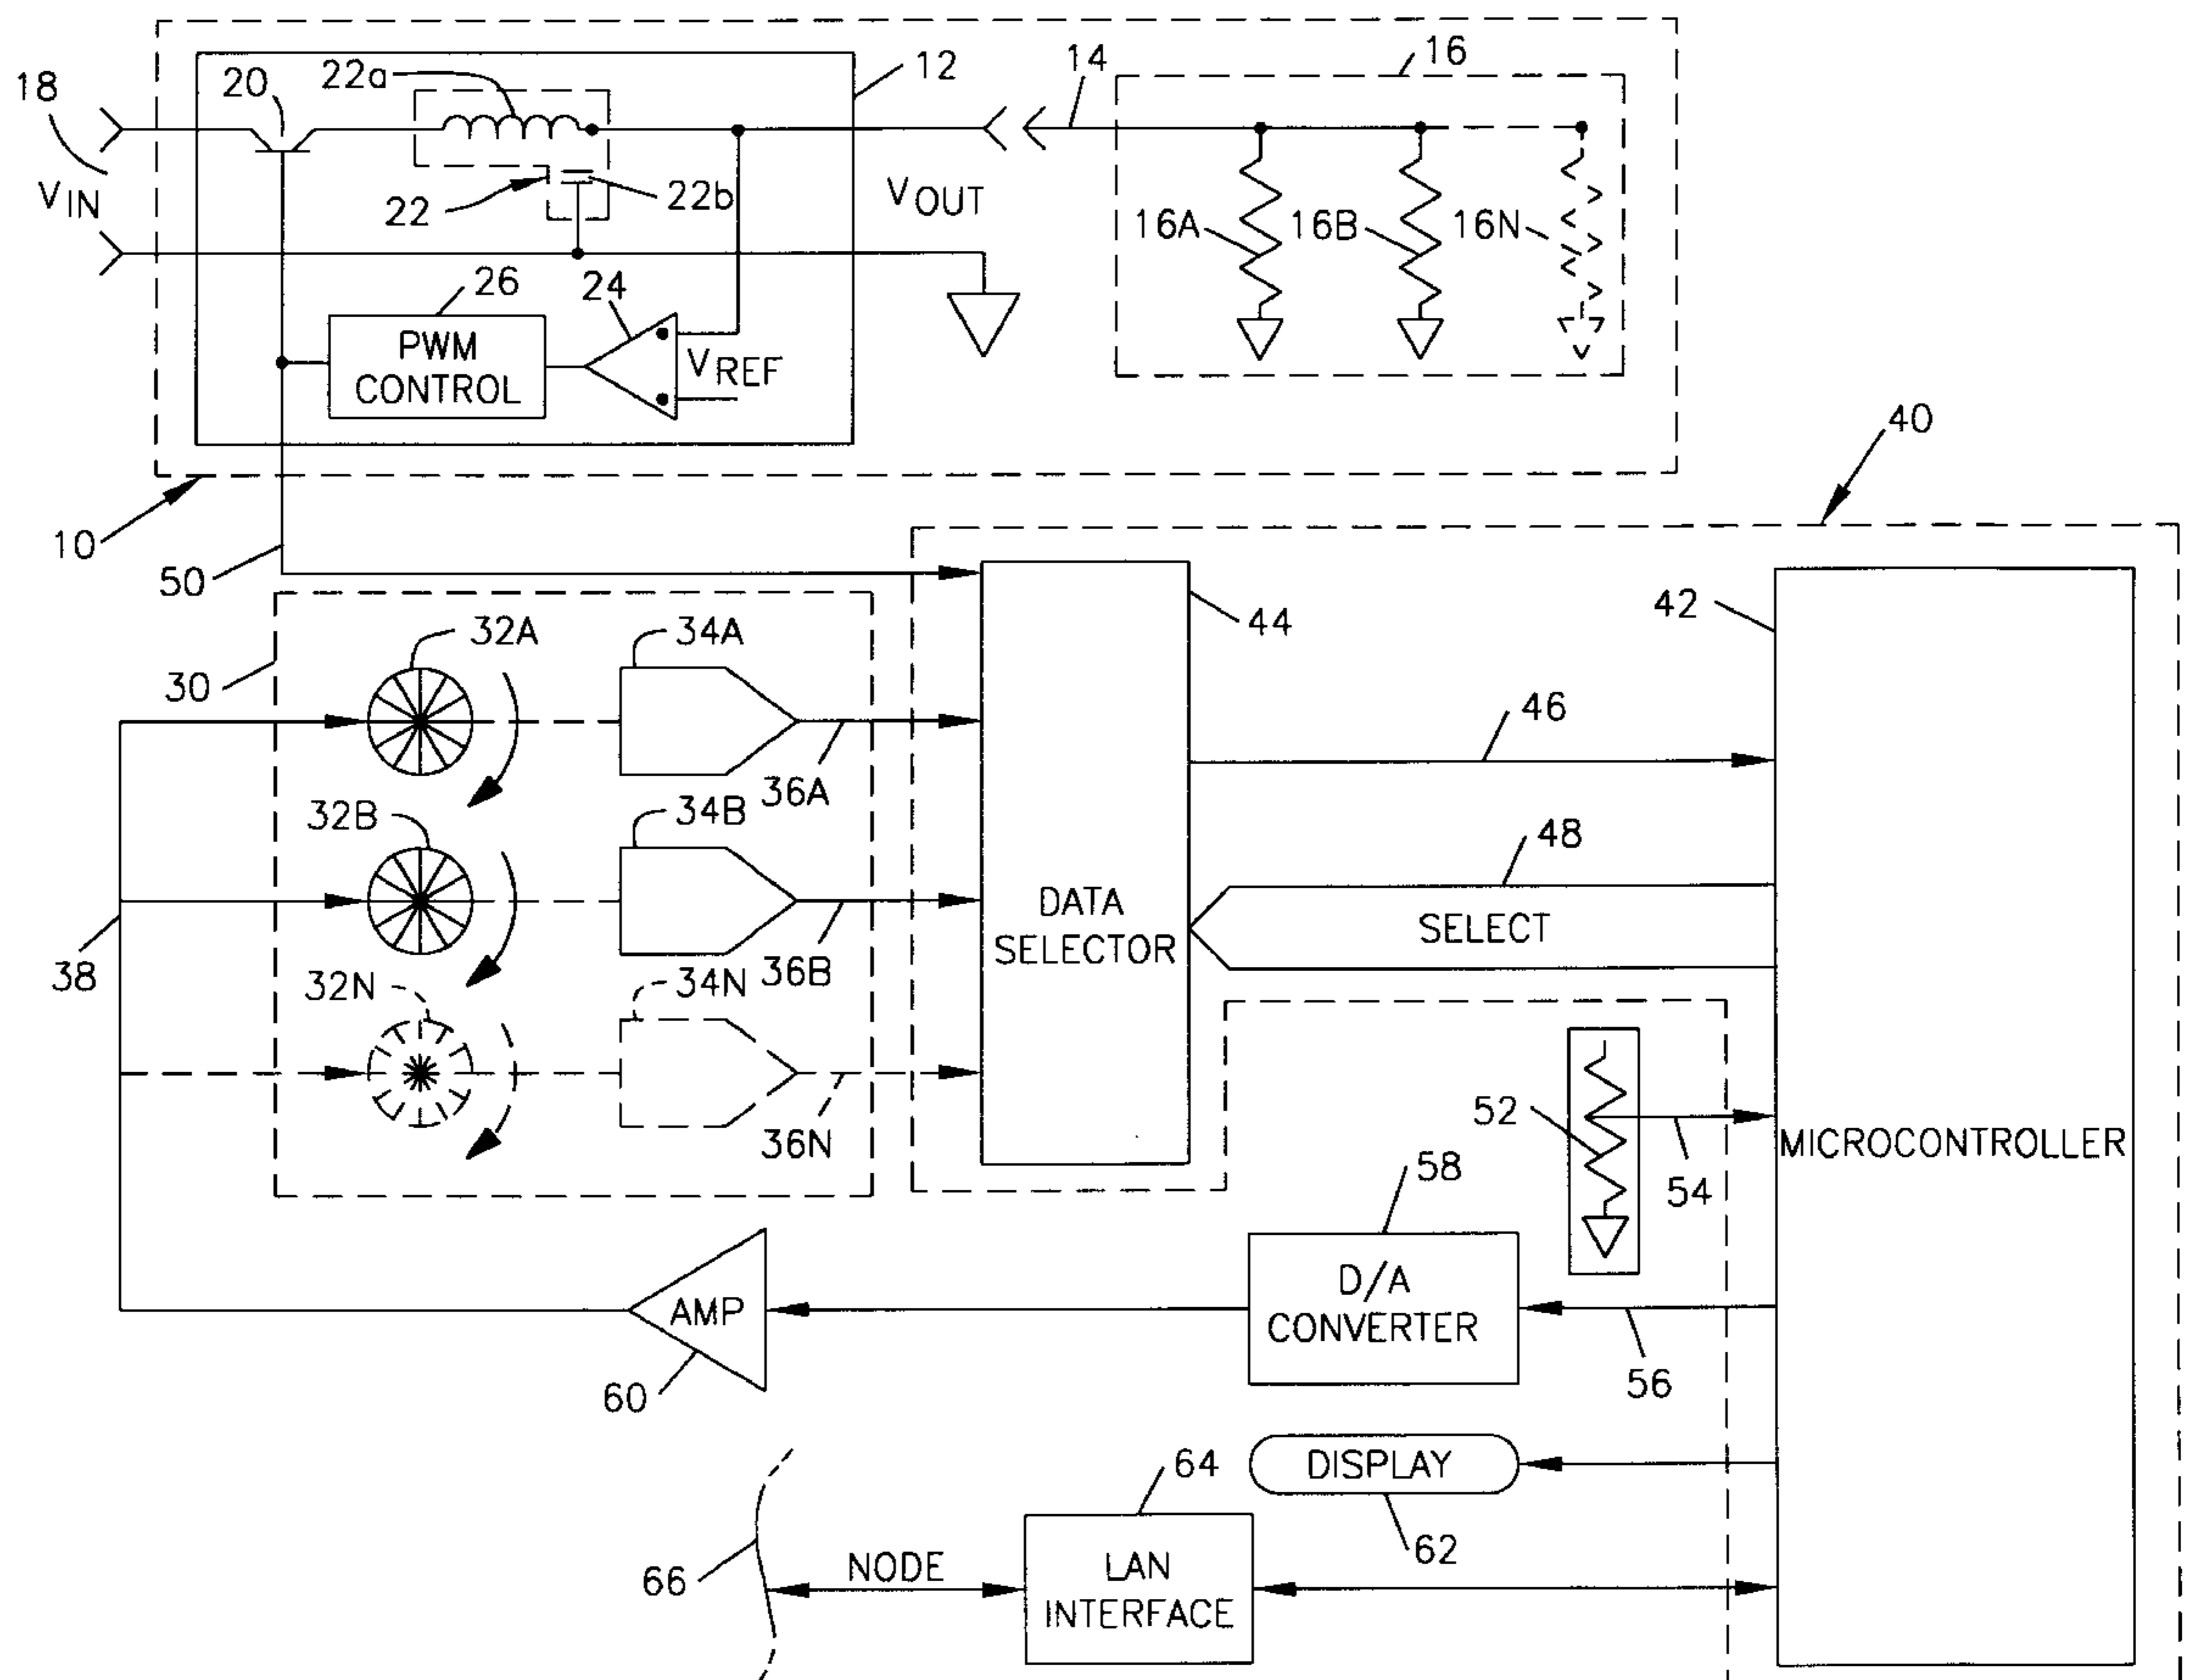 18
20
22a
12
14
16
VIN
22
22b
VOUT
16A
16B
16N
26
24
PWM
CONTROL
VREF
40
10
50
44
42
30
32A
34A
46
36A
32B
34B
48
DATA
SELECTOR
SELECT
38
36B
32N
34N
52
36N
54
MICROCONTROLLER
58
D/A
CONVERTER
AMP
60
56
DISPLAY
64
62
NODE
66
LAN
INTERFACE